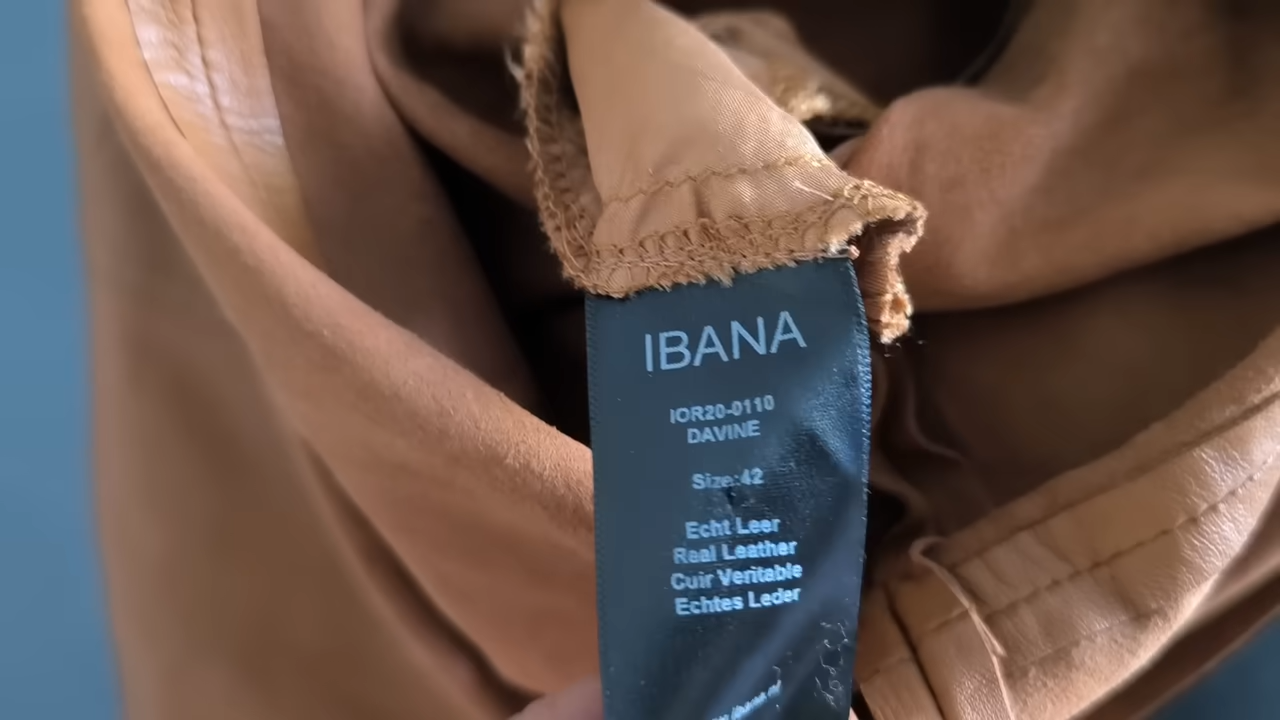 IBANA
IOR20-0110
DAVINE
Size:42
Echt Leer
Real Leather
Cuir Veritable
Echtes Leder